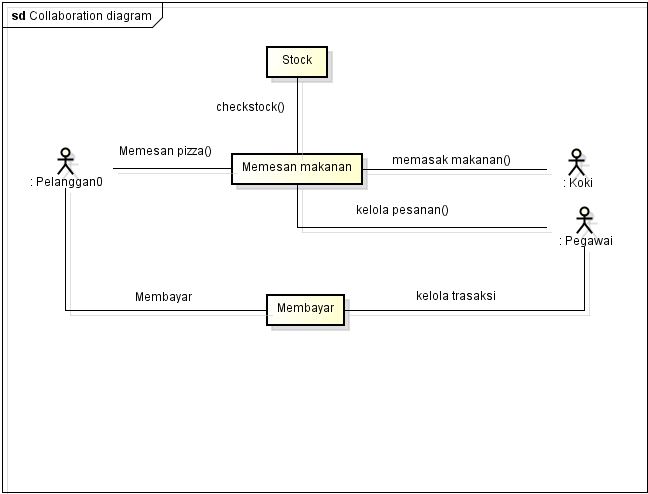 sd Collaboration diagram
Stock
checkstock()
Memesan pizza()
Memesan makanan
memasak makanan()
: Pelanggan0
: Koki
kelola pesanan()
: Pegawai
Membayar
Membayar
kelola trasaksi